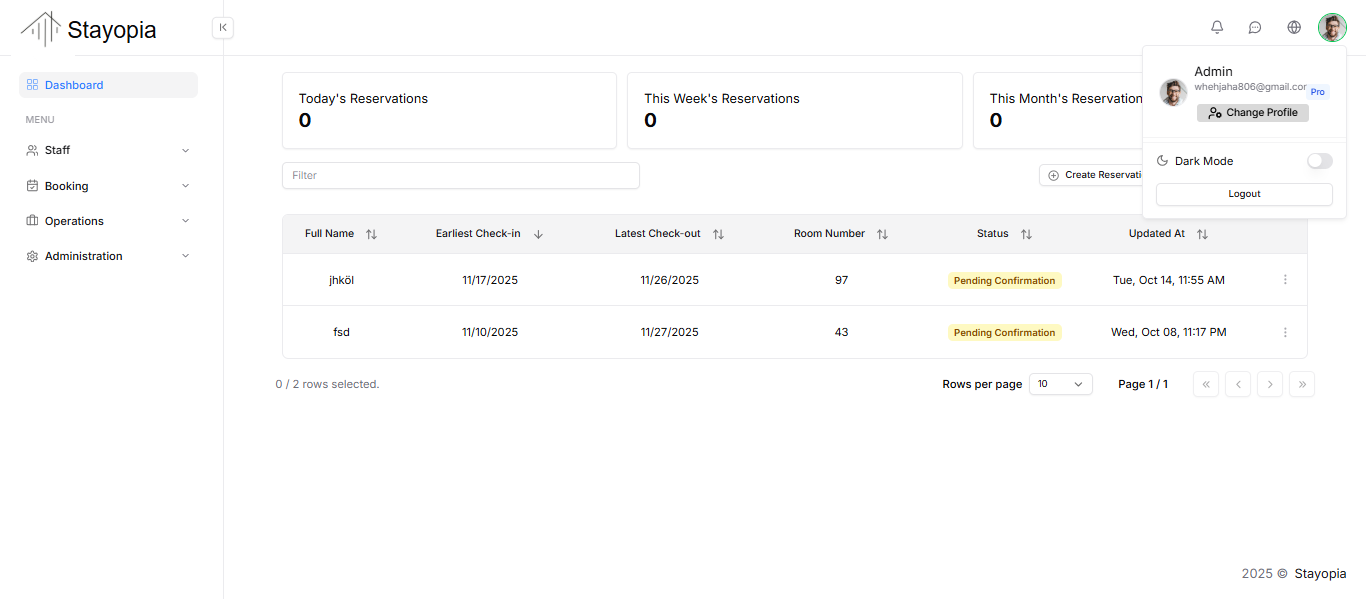 Stayopia
Dashboard
MENU
Staff
Booking
Operations
Administration
Today's Reservations
0
This Week's Reservations
0
This Month's Reservation
0
Admin
whehjaha806@gmail.cor
Pro
Change Profile
Dark Mode
Logout
Filter
Create Reservati
Full Name Earliest Check-in Latest Check-out Room Number Status Updated At
jhköl 11/17/2025 11/26/2025 97 Pending Confirmation Tue, Oct 14, 11:55 AM
fsd 11/10/2025 11/27/2025 43 Pending Confirmation Wed, Oct 08, 11:17 PM
0 / 2 rows selected. Rows per page 10 Page 1 / 1
2025 © Stayopia